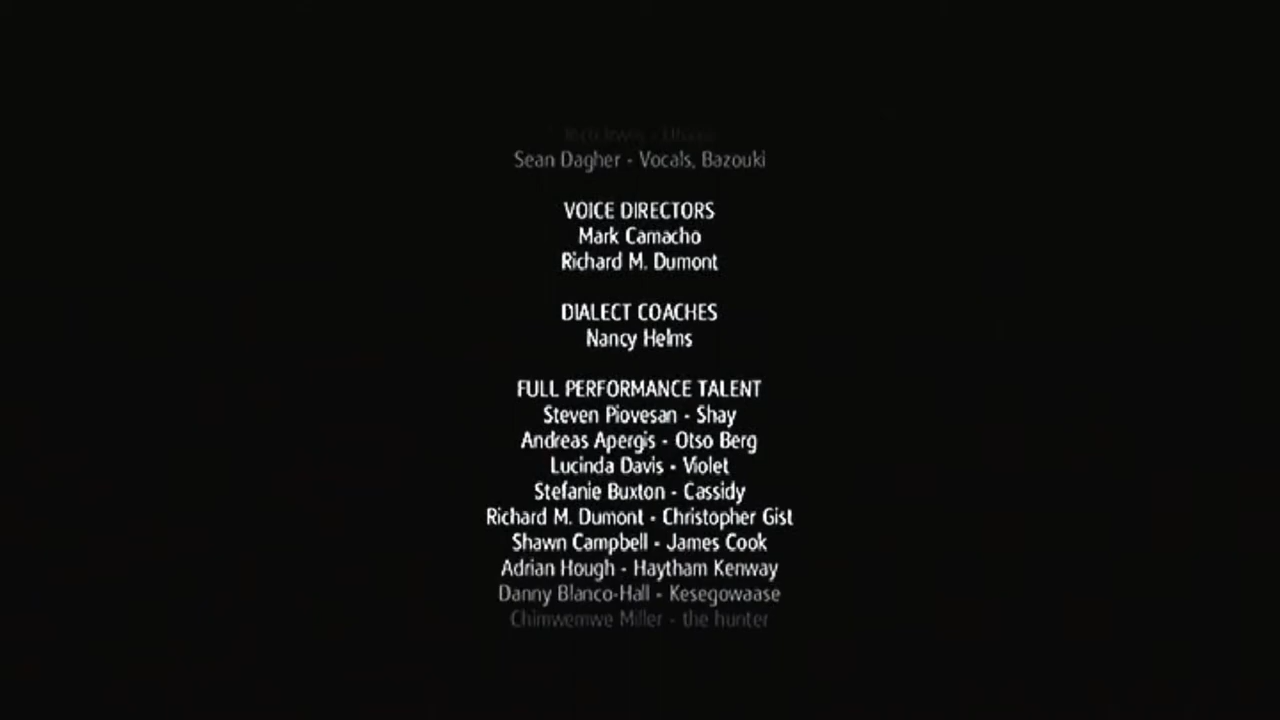 Sean Dagher - Vocals, Bazouki
VOICE DIRECTORS
Mark Camacho
Richard M. Dumont
DIALECT COACHES
Nancy Helms
FULL PERFORMANCE TALENT
Steven Piovesan - Shay
Andreas Apergis - Otso Berg
Lucinda Davis - Violet
Stefanie Buxton - Cassidy
Richard M. Dumont - Christopher Gist
Shawn Campbell - James Cook
Adrian Hough - Haytham Kenway
Danny Blanco-Hall - Kesegowaase
Chimwemwe Miller - the hunter